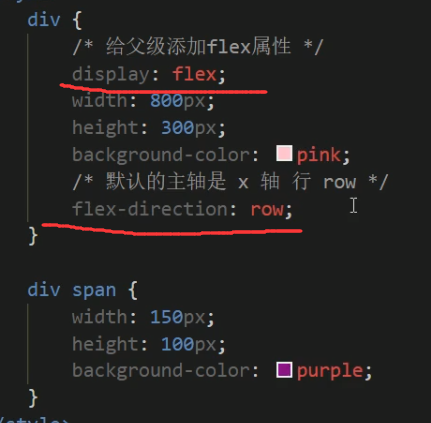 div {
/* 给父级添加flex属性 */
display: flex;
width: 800px;
height: 300px;
background-color: pink;
/* 默认的主轴是 x 轴 行 row */
flex-direction: row;
}
div span {
width: 150px;
height: 100px;
background-color: purple;
}